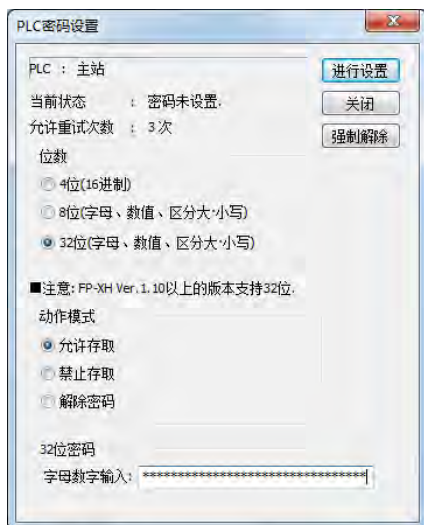 PLC密码设置
PLC : 主站
进行设置
当前状态 : 密码未设置.
关闭
允许重试次数 : 3次
强制解除
位数
4位(16进制)
8位(字母、数值、区分大·小写)
32位(字母、数值、区分大·小写)
■注意: FP-XH Ver.1.10以上的版本支持32位.
动作模式
允许存取
禁止存取
解除密码
32位密码
字母数字输入: ********************************